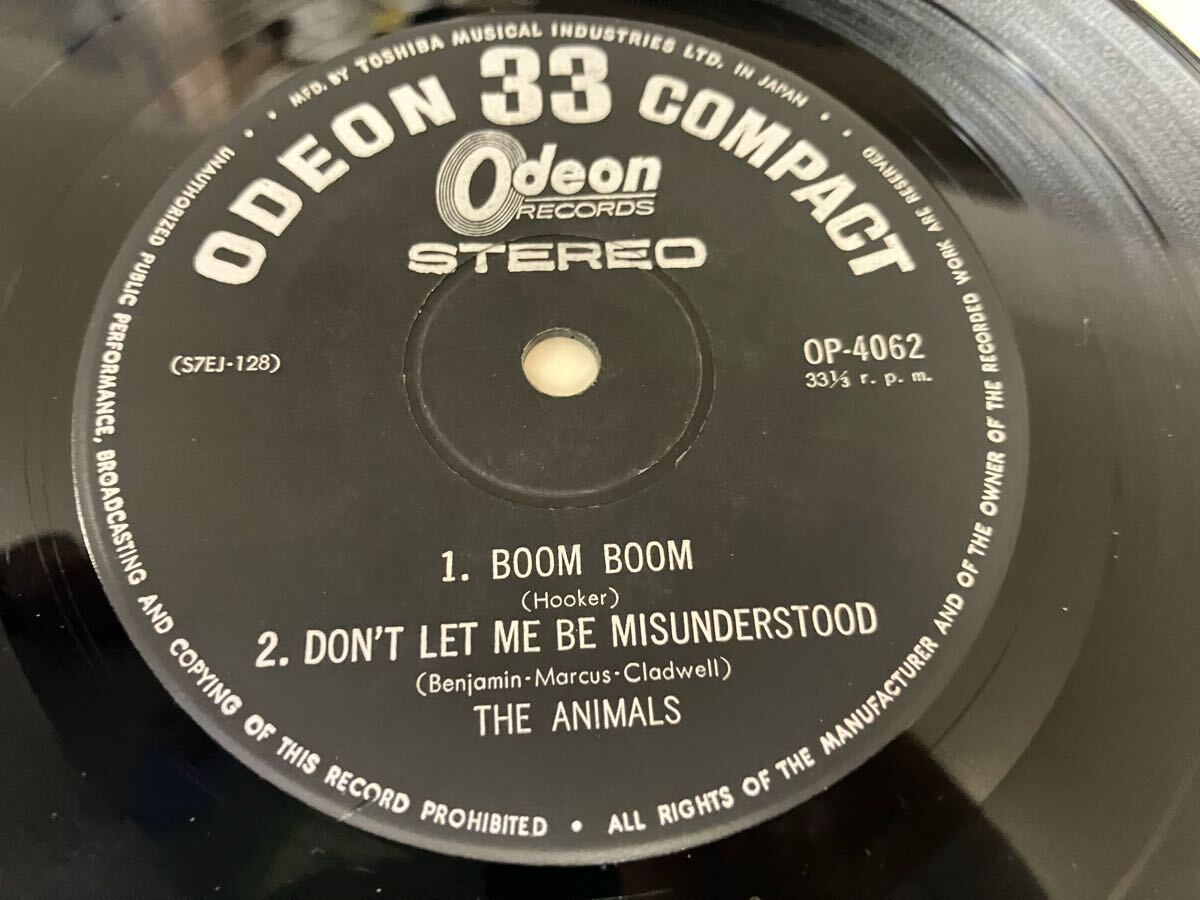 MFD. BY TOSHIBA MUSICAL INDUSTRIES LTD. IN JAPAN
ODEON 33 COMPACT
Odeon
RECORDS
STEREO
(S7EJ-128)
OP-4062
33⅓ r. p. m.
1. BOOM BOOM
(Hooker)
2. DON'T LET ME BE MISUNDERSTOOD
(Benjamin-Marcus-Cladwell)
THE ANIMALS
UNAUTHORIZED PUBLIC PERFORMANCE, BROADCASTING AND COPYING OF THIS RECORD PROHIBITED • ALL RIGHTS OF THE MANUFACTURER AND OF THE OWNER OF THE RECORDED WORK ARE RESERVED